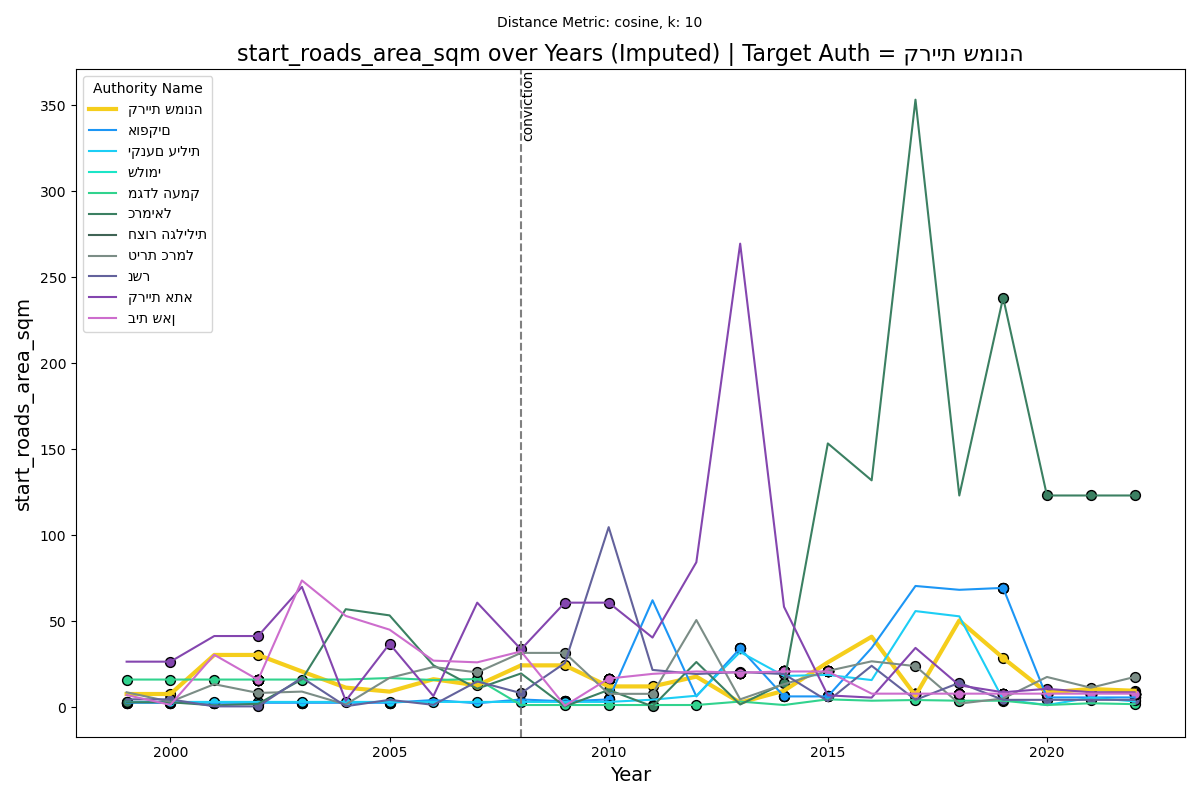 Distance Metric: cosine, k: 10
start_roads_area_sqm over Years (Imputed) | Target Auth = קריית שמונה
Authority Name
קריית שמונה
אופקים
יקנעם עילית
שלומי
מגדל העמק
כרמיאל
חצור הגלילית
טירת כרמל
נשר
קריית אתא
בית שאן
conviction
start_roads_area_sqm
350
300
250
200
150
100
50
0
2000 2005 2010 2015 2020
Year